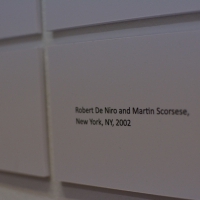 Robert De Niro and Martin Scorsese,
New York, NY, 2002